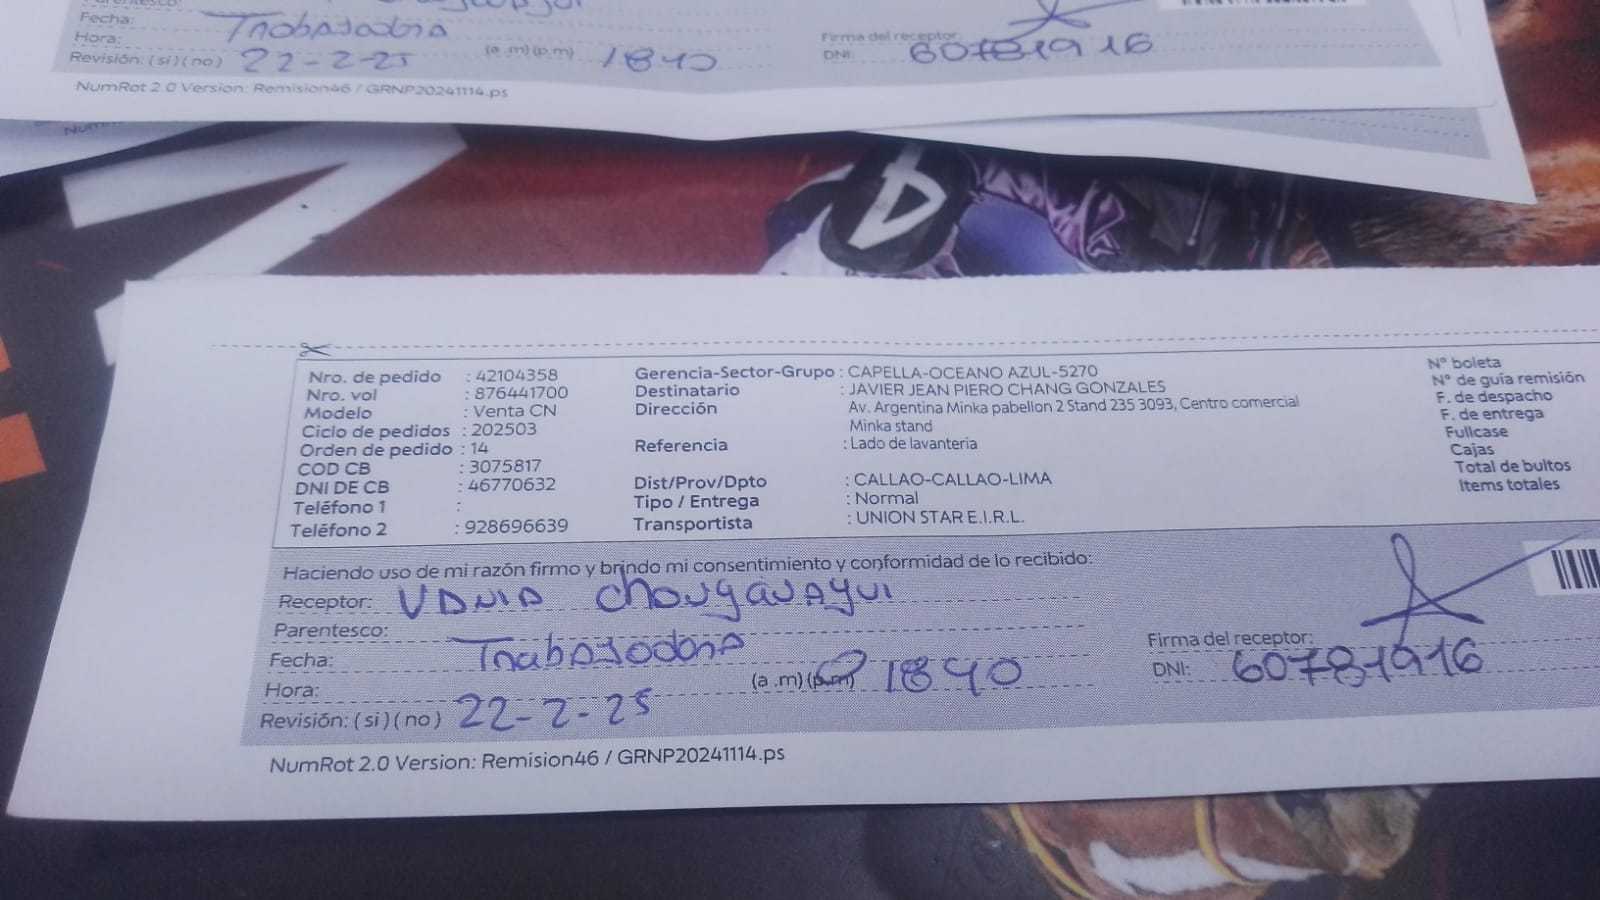 Fecha: Trabajadora
Hora:
Revisión: (si) (no) 22-2-25 (a .m) (p.m) 1840
Firma del receptor:
DNI: 60781916
NumRot 2.0 Version: Remision46 / GRNP20241114.ps
D
Nro. de pedido : 42104358
Nro. vol : 876441700
Modelo : Venta CN
Ciclo de pedidos : 202503
Orden de pedido : 14
COD CB : 3075817
DNI DE CB : 46770632
Teléfono 1 :
Teléfono 2 : 928696639
Gerencia-Sector-Grupo : CAPELLA-OCEANO AZUL-5270
Destinatario : JAVIER JEAN PIERO CHANG GONZALES
Dirección Av. Argentina Minka pabellon 2 Stand 235 3093, Centro comercial
Minka stand
Referencia : Lado de lavanteria
Dist/Prov/Dpto : CALLAO-CALLAO-LIMA
Tipo / Entrega : Normal
Transportista : UNION STAR E.I.R.L.
N° boleta
N° de guía remisión
F. de despacho
F. de entrega
Fullcase
Cajas
Total de bultos
Items totales
Haciendo uso de mi razón firmo y brindo mi consentimiento y conformidad de lo recibido:
Receptor: VANIA
Parentesco: Trabajadora
Fecha:
Hora: (a .m) (p.m) 1840
Revisión: (si) (no) 22-2-25
Firma del receptor:
DNI: 60781916
NumRot 2.0 Version: Remision46 / GRNP20241114.ps